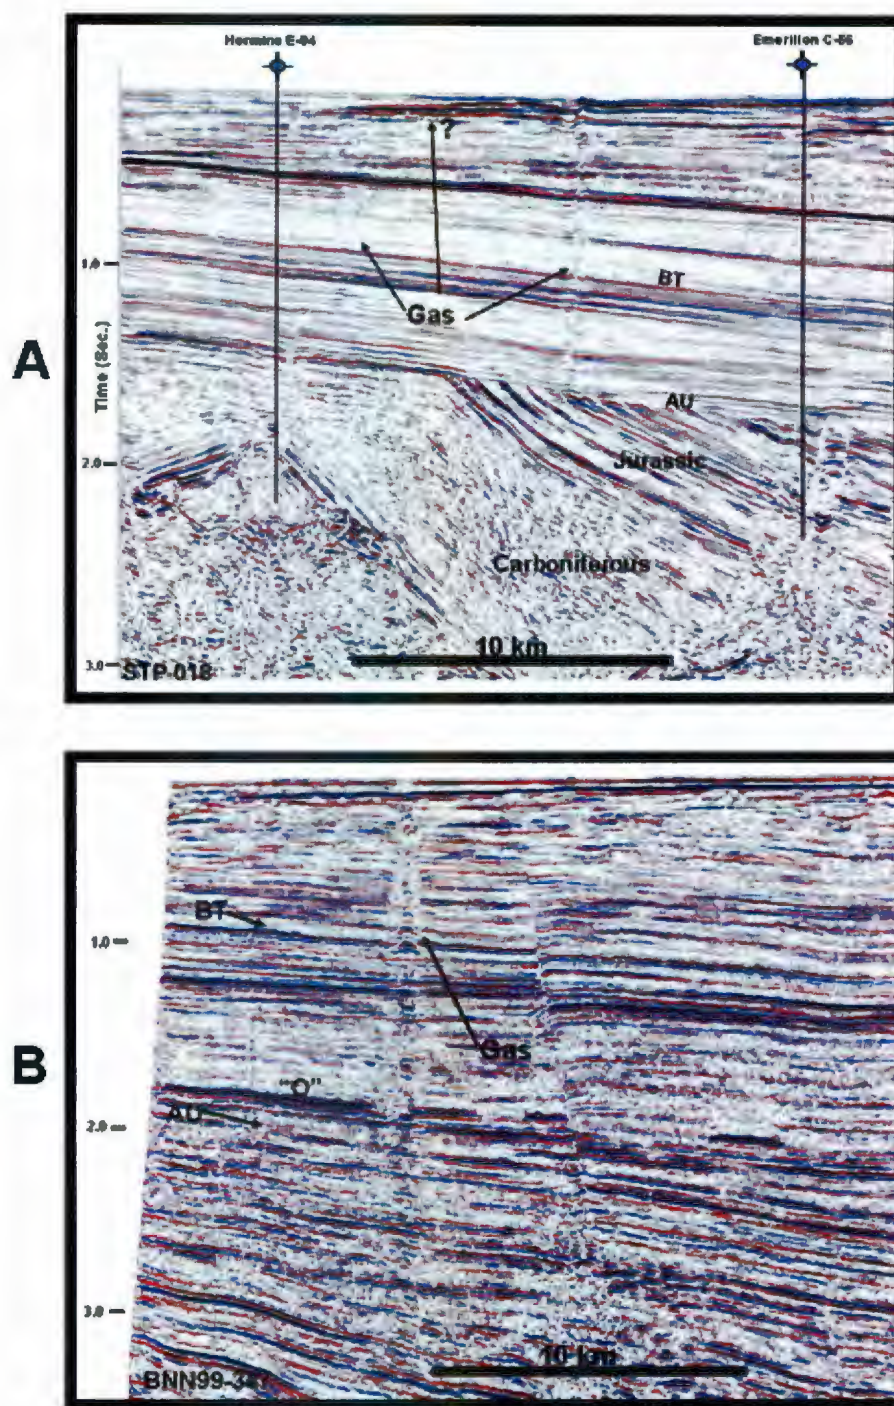 Hermine E-94
Emerillon C-56
?
1.0
BT
Gas
Time (Sec.)
A
AU
Jurassic
2.0
Carboniferous
10 km
3.0
STP-018
BT
1.0
Gas
B
"O"
AU
2.0
3.0
10 km